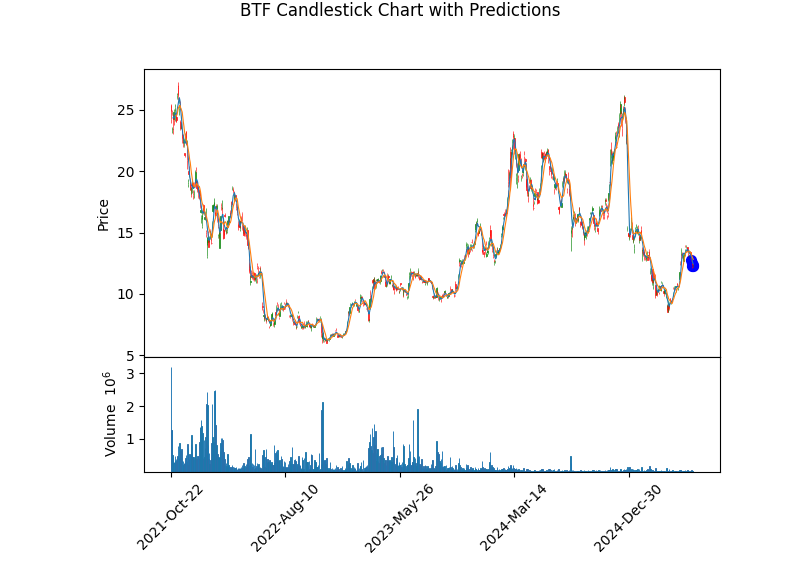 BTF Candlestick Chart with Predictions
25
20
15
10
5
Price
3
2
1
Volume 10^6
2021-Oct-22
2022-Aug-10
2023-May-26
2024-Mar-14
2024-Dec-30